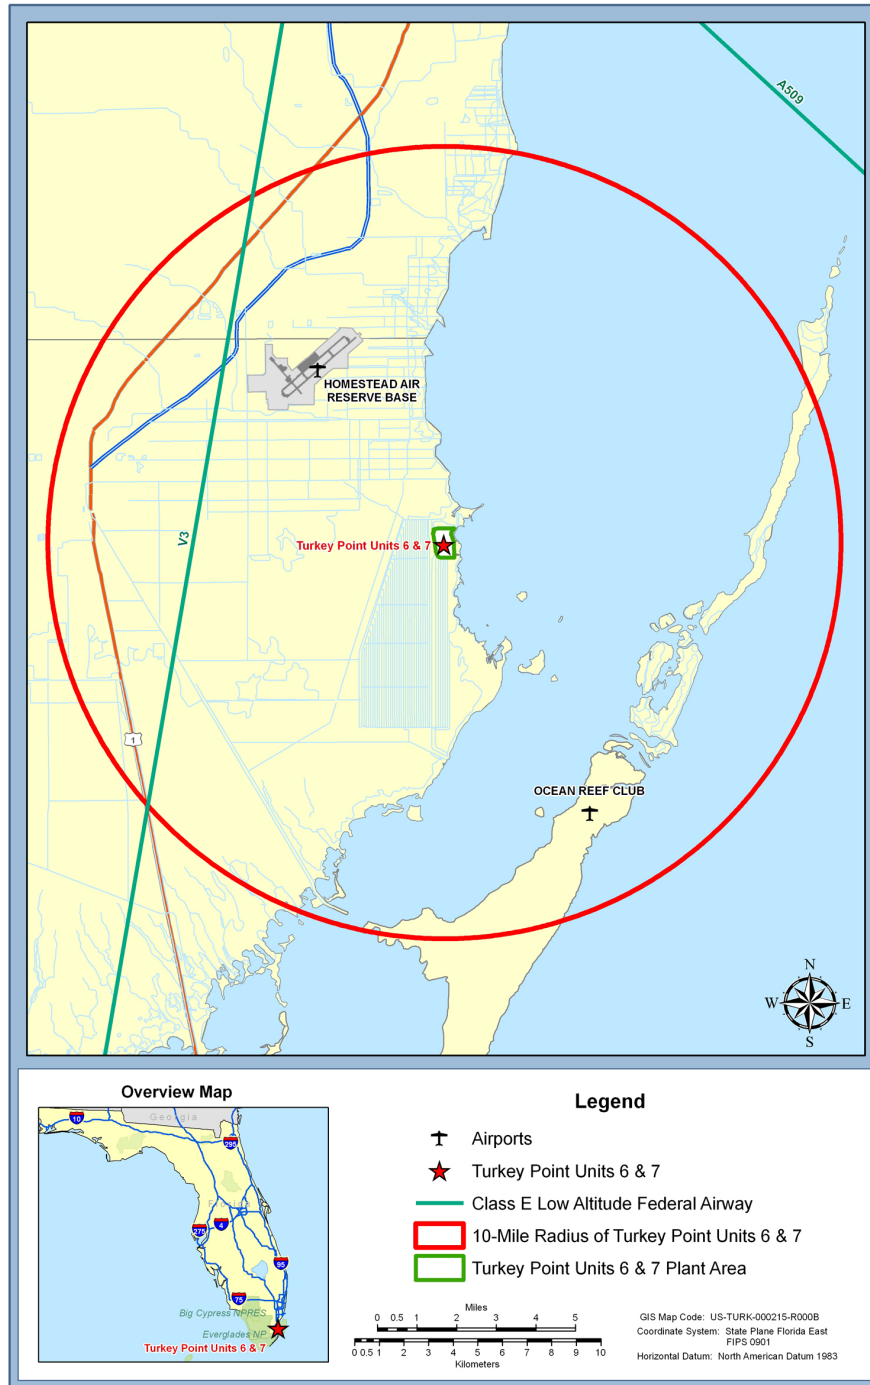 A509
HOMESTEAD AIR
RESERVE BASE
V3
Turkey Point Units 6 & 7
1
OCEAN REEF CLUB
N
W E
S
Overview Map
Georgia
10
295
Florida
4
275
95
75
Big Cypress NPRES
Everglades NP
Turkey Point Units 6 & 7
Legend
Airports
Turkey Point Units 6 & 7
Class E Low Altitude Federal Airway
10-Mile Radius of Turkey Point Units 6 & 7
Turkey Point Units 6 & 7 Plant Area
Miles
0 0.5 1 2 3 4 5
0 0.5 1 2 3 4 5 6 7 8 9 10
Kilometers
GIS Map Code: US-TURK-000215-R000B
Coordinate System: State Plane Florida East
FIPS 0901
Horizontal Datum: North American Datum 1983